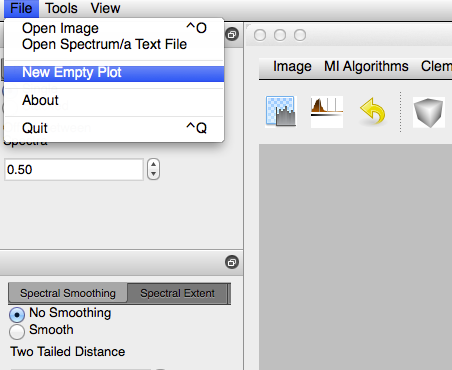 File Tools View
Open Image ^O
Open Spectrum/a Text File
New Empty Plot
About
Quit ^Q
Spectra
0.50
Spectral Smoothing Spectral Extent
No Smoothing
Smooth
Two Tailed Distance
Image MI Algorithms Clem